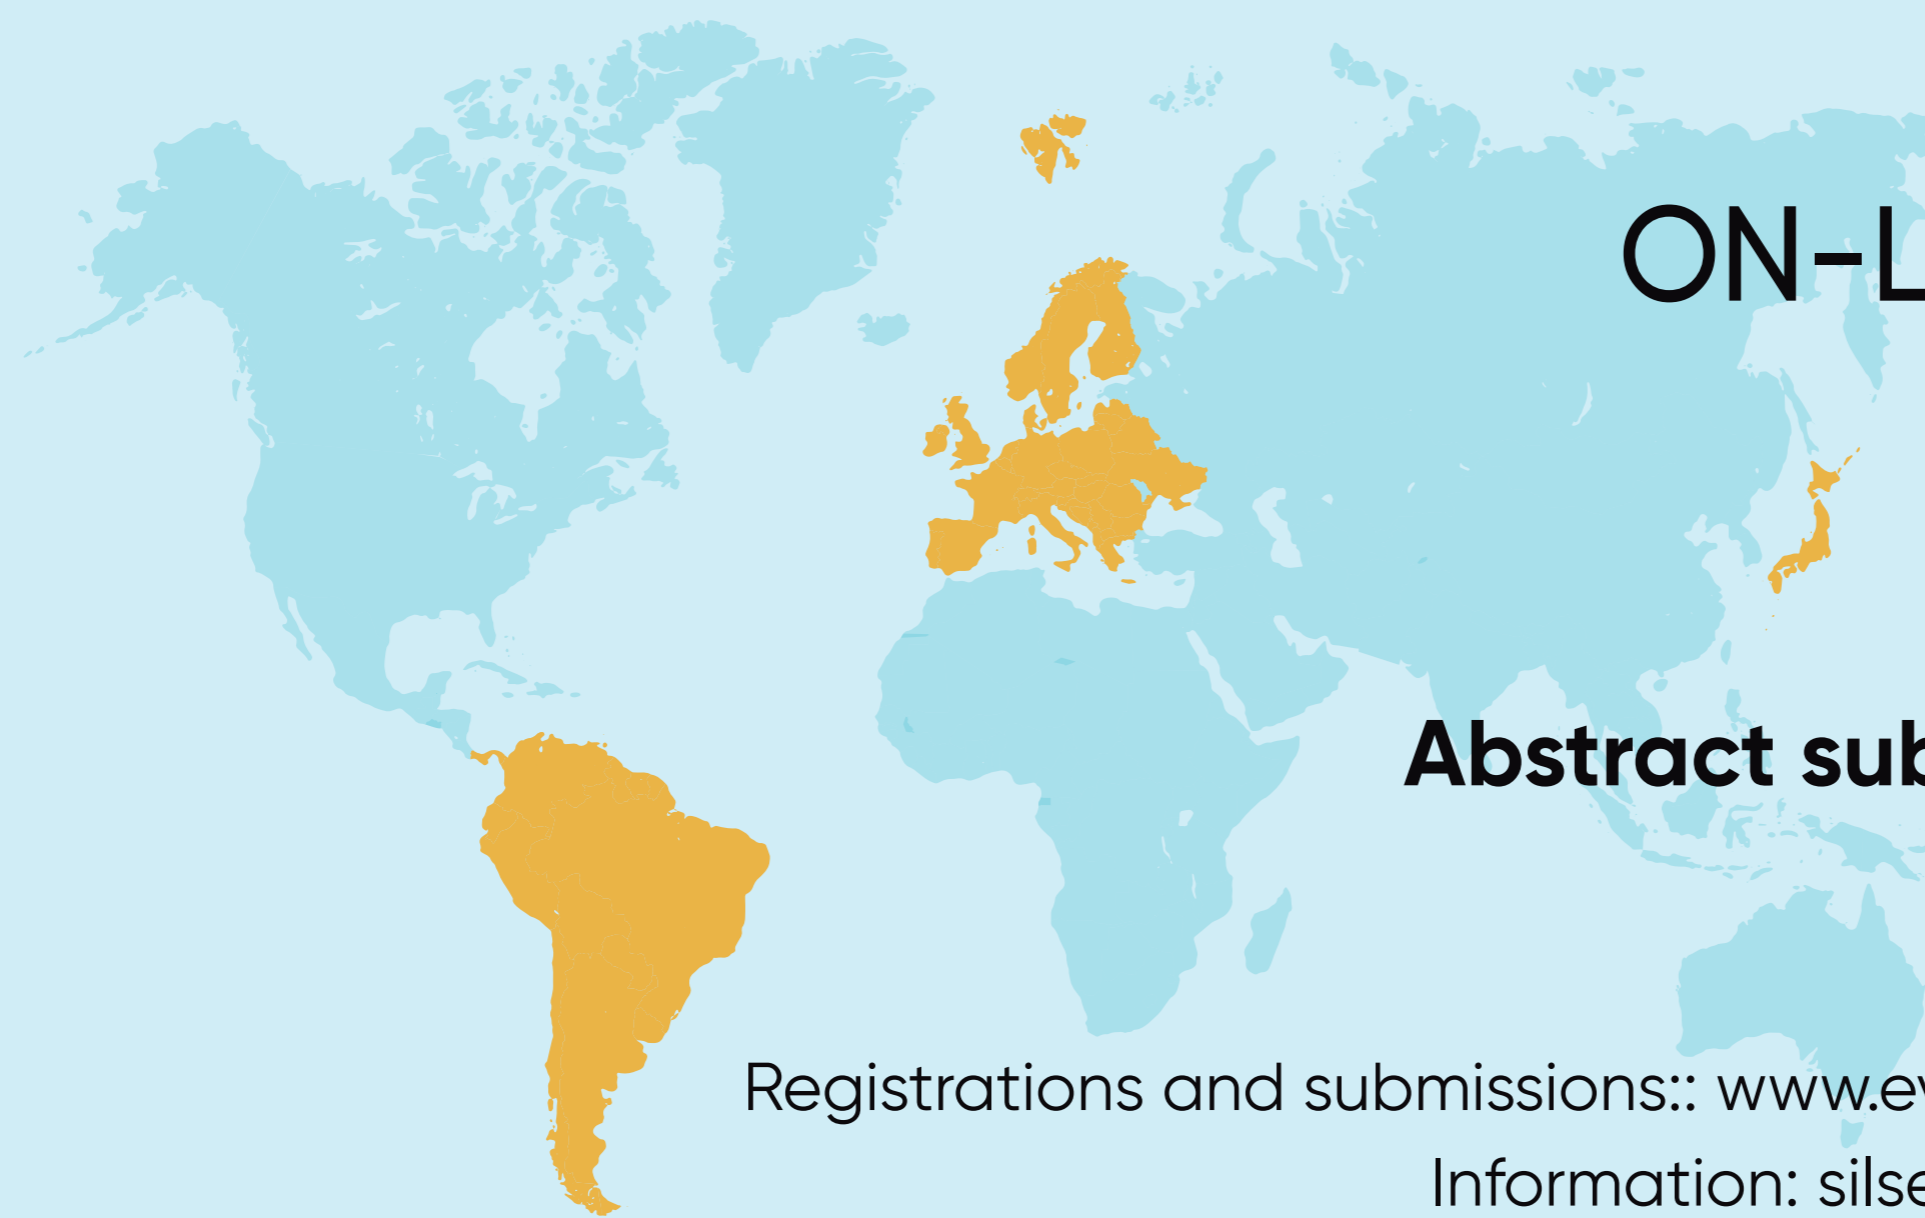 ON-L
Abstract sub
Registrations and submissions:: www.ev
Information: silse